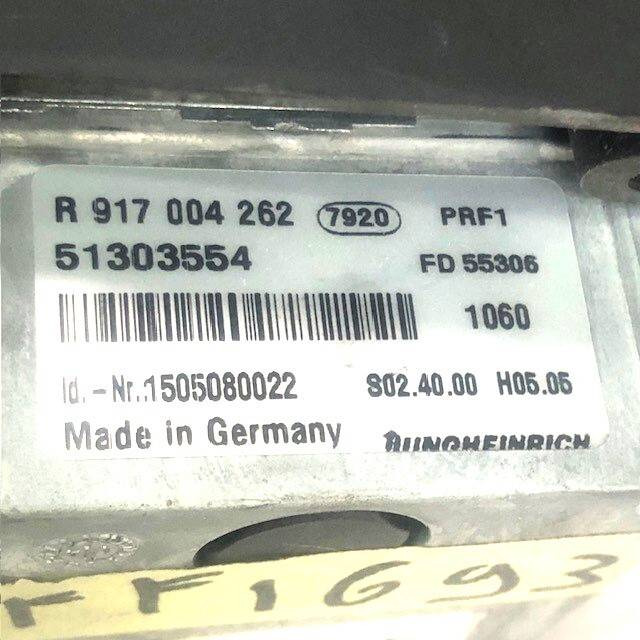 R 917 004 262 7920 PRF1
51303554 FD 55306
1060
Id.-Nr.:1505080022 S02.40.00 H05.05
Made in Germany JUNGHEINRICH
FF1693